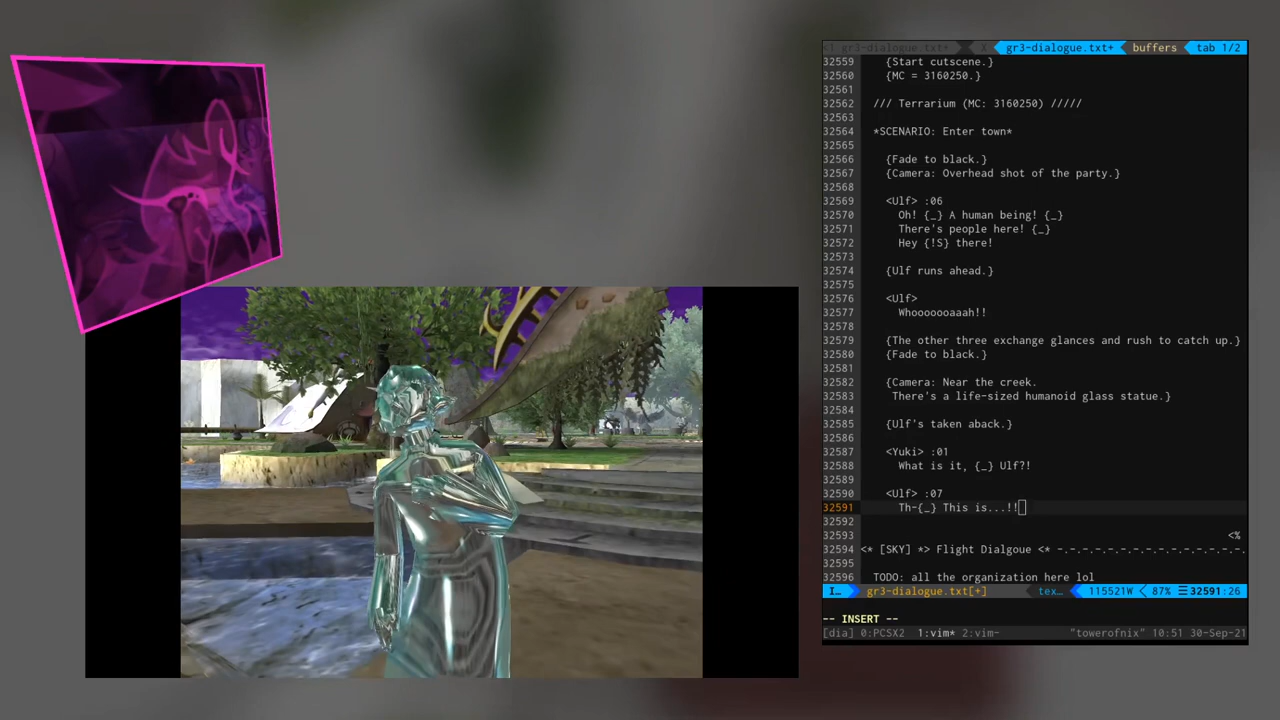 <1 gr3-dialogue.txt+ X gr3-dialogue.txt+ buffers tab 1/2
32559 {Start cutscene.}
32560 {MC = 3160250.}
32561
32562 /// Terrarium (MC: 3160250) /////
32563
32564 *SCENARIO: Enter town*
32565
32566 {Fade to black.}
32567 {Camera: Overhead shot of the party.}
32568
32569 <Ulf> :06
32570 Oh! {_} A human being! {_}
32571 There's people here! {_}
32572 Hey {!S} there!
32573
32574 {Ulf runs ahead.}
32575
32576 <Ulf>
32577 Whoooooooaaah!!
32578
32579 {The other three exchange glances and rush to catch up.}
32580 {Fade to black.}
32581
32582 {Camera: Near the creek.
32583 There's a life-sized humanoid glass statue.}
32584
32585 {Ulf's taken aback.}
32586
32587 <Yuki> :01
32588 What is it, {_} Ulf?!
32589
32590 <Ulf> :07
32591 Th-{_} This is...!!
32592
32593 <%
32594 <* [SKY] *> Flight Dialgoue <* -.-.-.-.-.-.-.-.-.-.-.-.-.-.
32595
32596 TODO: all the organization here lol
I… gr3-dialogue.txt[+] tex… 115521W 87% ☰32591:26
-- INSERT --
[dia] 0:PCSX2 1:vim* 2:vim- "towerofnix" 10:51 30-Sep-21